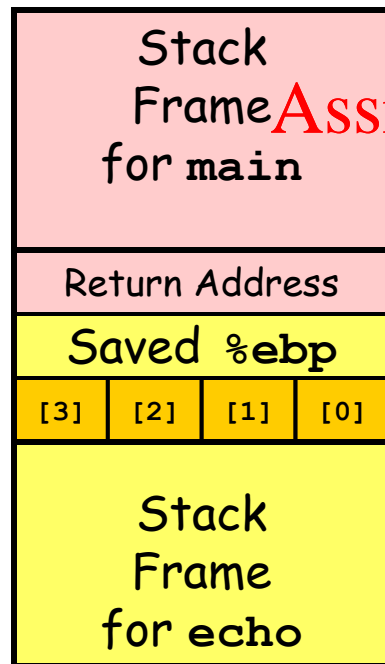 Stack
Frame
for main
Return Address
Saved %ebp
[3] [2] [1] [0]
Stack
Frame
for echo